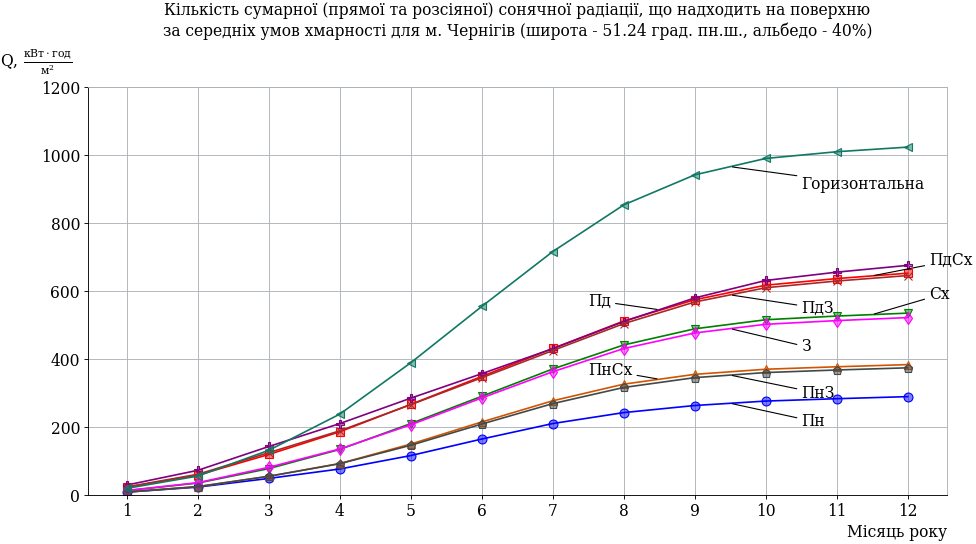 Кількість сумарної (прямої та розсіяної) сонячної радіації, що надходить на поверхню
за середніх умов хмарності для м. Чернігів (широта - 51.24 град. пн.ш., альбедо - 40%)
Q, кВт · год
м²
1200
1000
800
600
400
200
0
Горизонтальна
ПдСх
Сх
Пд
ПдЗ
З
ПнСх
ПнЗ
Пн
1 2 3 4 5 6 7 8 9 10 11 12
Місяць року